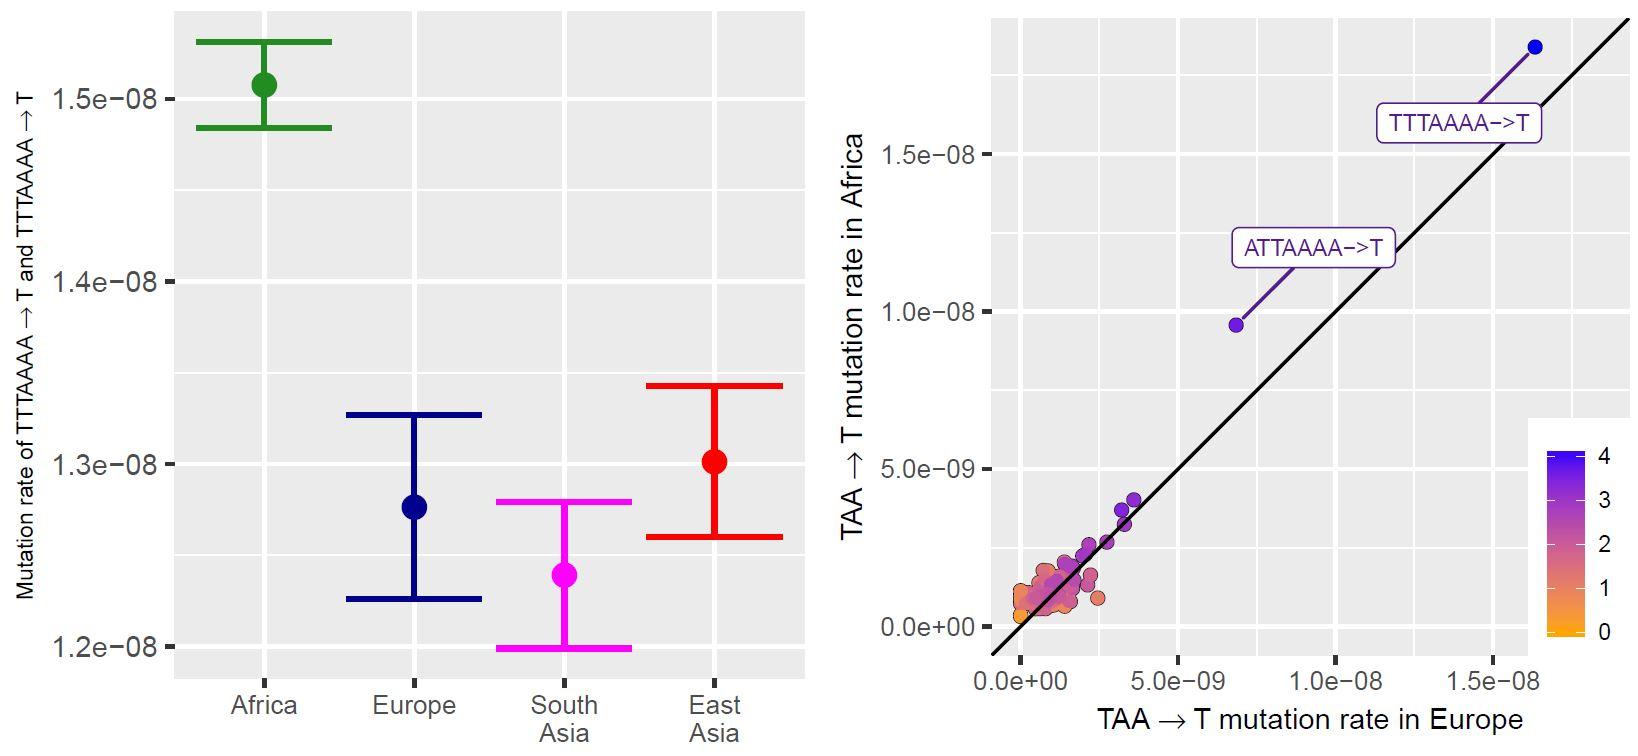 Mutation rate of TTTAAAA → T and TTTAAAA → T
1.5e−08
1.4e−08
1.3e−08
1.2e−08
Africa
Europe
South
Asia
East
Asia
TAA → T mutation rate in Africa
1.5e−08
1.0e−08
5.0e−09
0.0e+00
TTTAAAA−>T
ATTAAAA−>T
4
3
2
1
0
0.0e+00
5.0e−09
1.0e−08
1.5e−08
TAA → T mutation rate in Europe